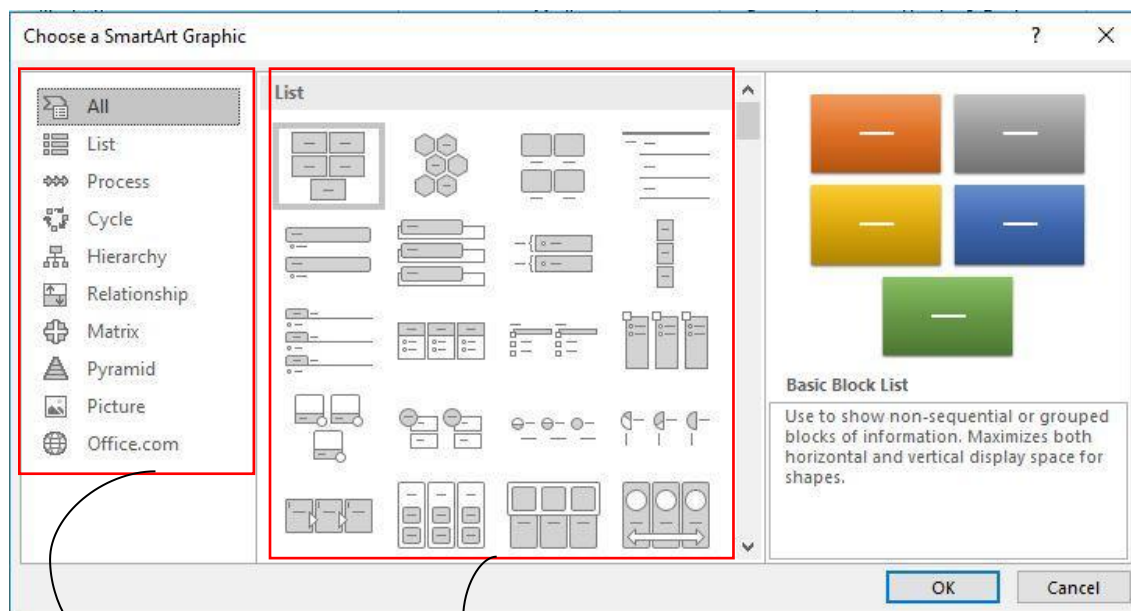 Choose a SmartArt Graphic
?
All
List
Process
Cycle
Hierarchy
Relationship
Matrix
Pyramid
Picture
Office.com
List
Basic Block List
Use to show non-sequential or grouped
blocks of information. Maximizes both
horizontal and vertical display space for
shapes.
OK
Cancel